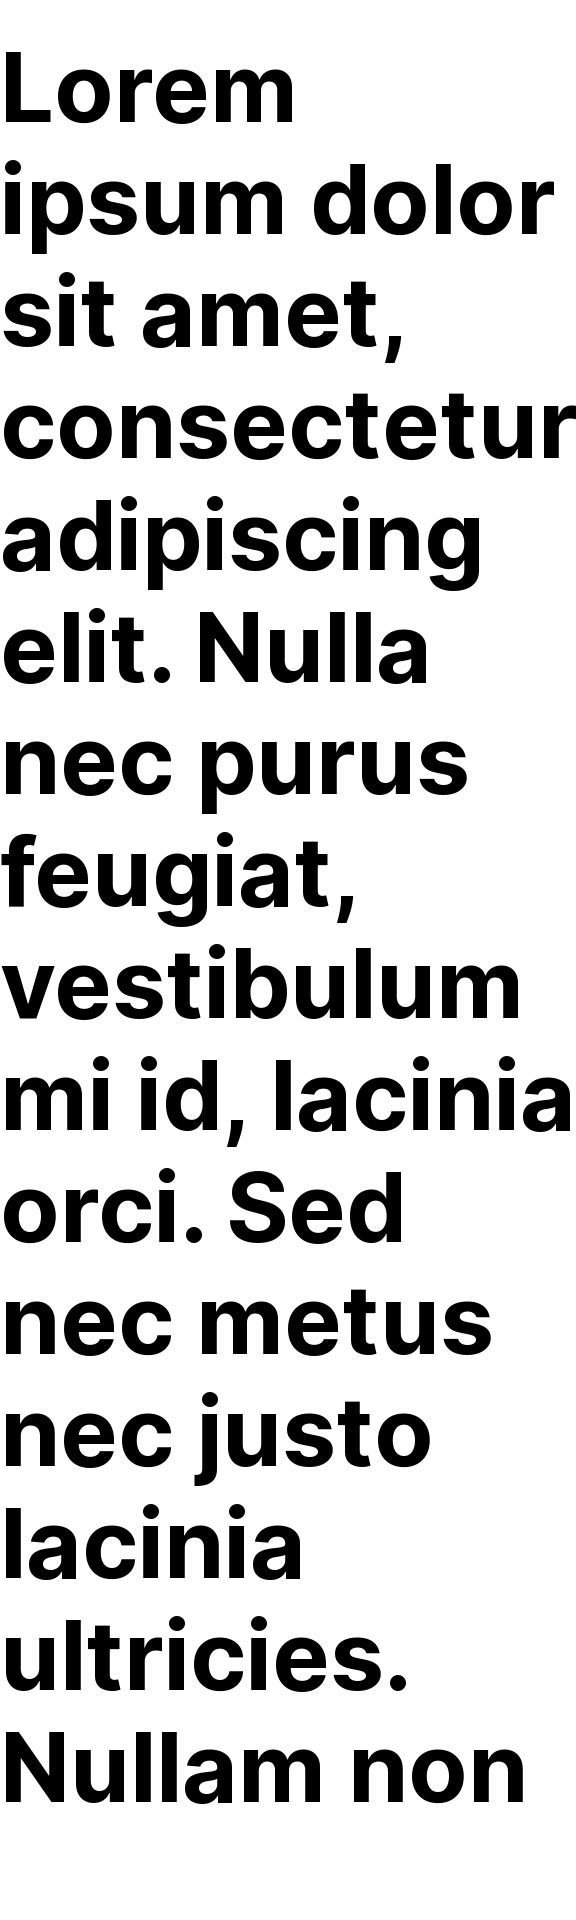 Lorem
ipsum dolor
sit amet,
consectetur
adipiscing
elit. Nulla
nec purus
feugiat,
vestibulum
mi id, lacinia
orci. Sed
nec metus
nec justo
lacinia
ultricies.
Nullam non